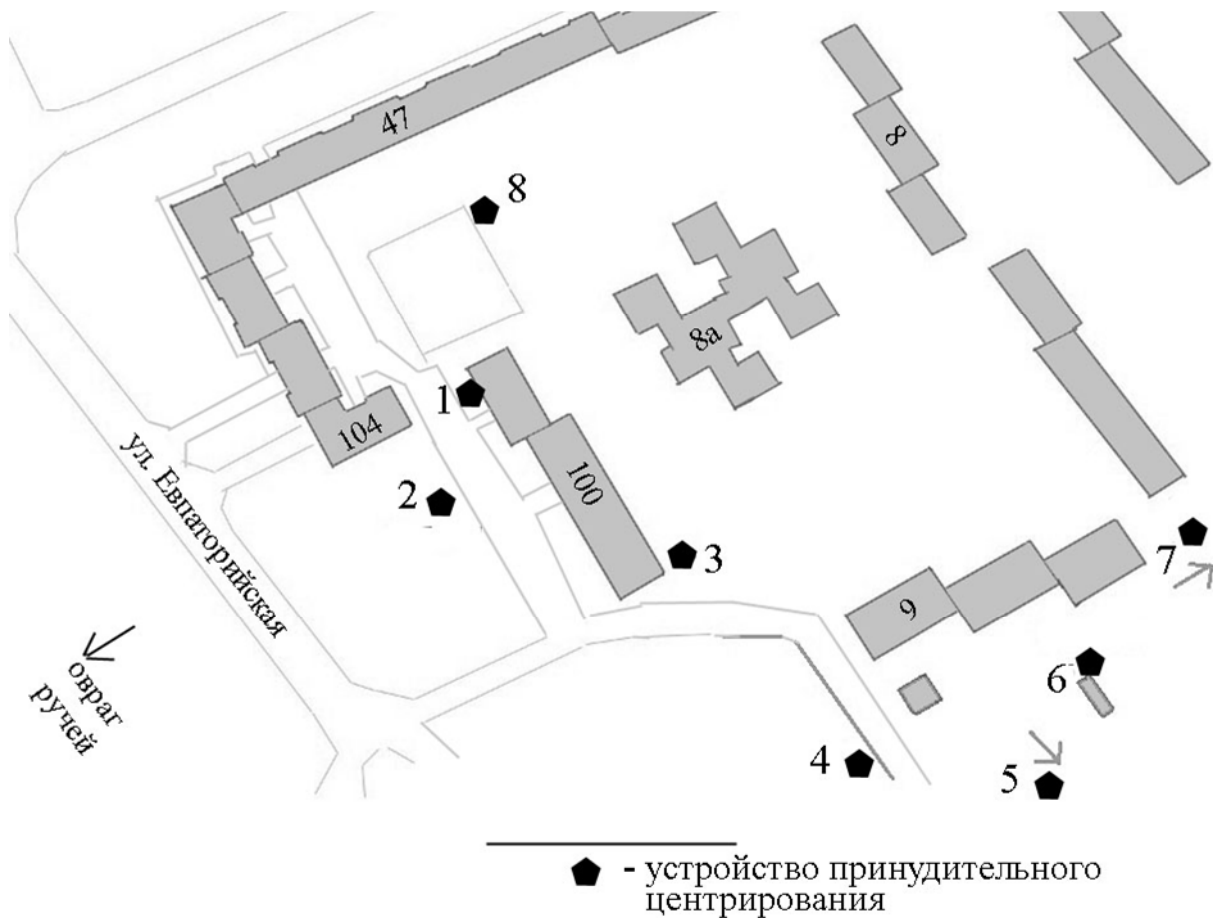 47
8
8
8а
1
104
100
2
3
ул. Евпаторийская
7
9
6
овраг
ручей
4
5
- устройство принудительного
центрирования